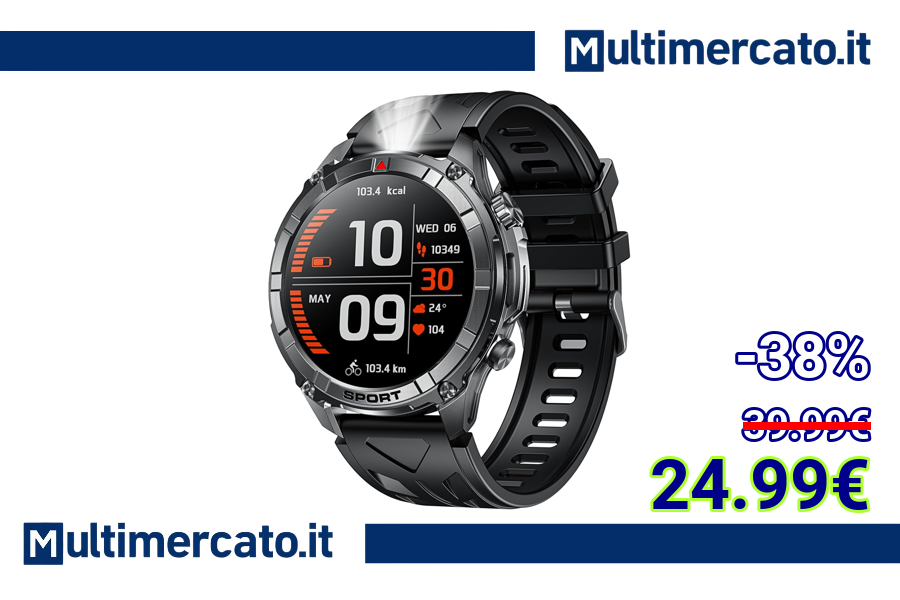 Multimercato.it
103.4 kcal
10
WED 06
10349
30
MAY
09
24°
104
103.4 km
SPORT
-38%
39.99€
24.99€
Multimercato.it